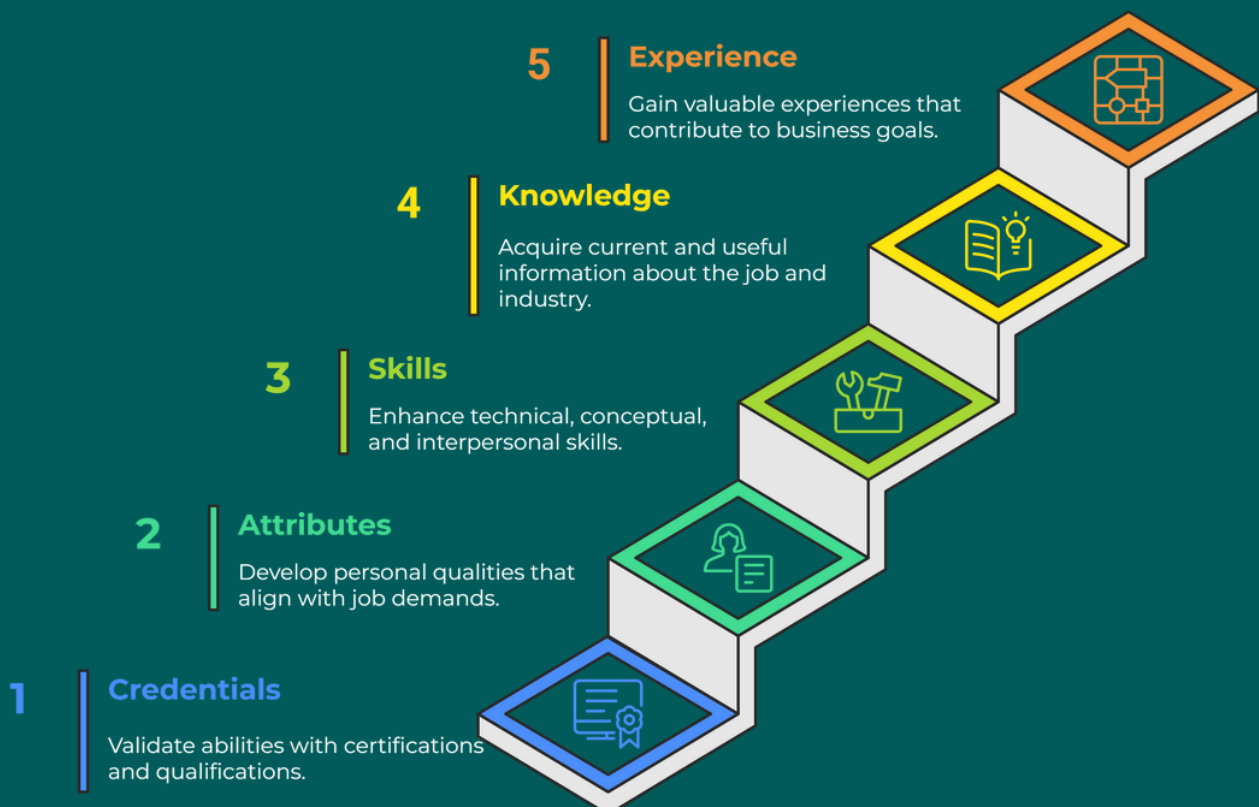 5
Experience
Gain valuable experiences that
contribute to business goals.
4
Knowledge
Acquire current and useful
information about the job and
industry.
3
Skills
Enhance technical, conceptual,
and interpersonal skills.
2
Attributes
Develop personal qualities that
align with job demands.
1
Credentials
Validate abilities with certifications
and qualifications.